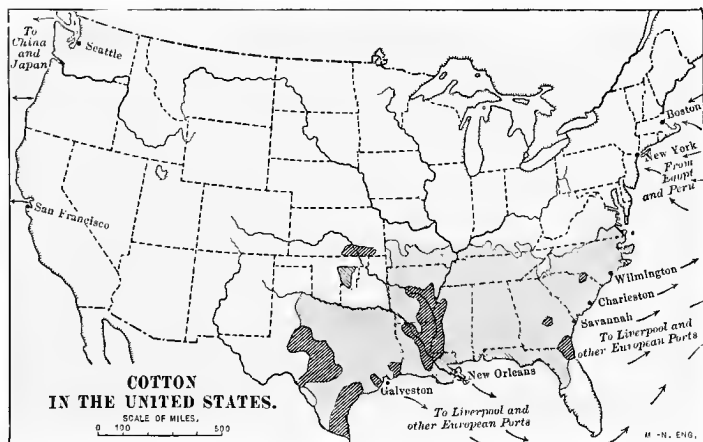 To
China
and
Japan
Seattle
Boston
New York
From
Egypt
and Peru
San Francisco
Wilmington
Charleston
Savannah
To Liverpool and
other European Ports
New Orleans
Galveston
To Liverpool and
other European Ports
COTTON
IN THE UNITED STATES.
SCALE OF MILES.
0 100 500
M.-N. ENG.